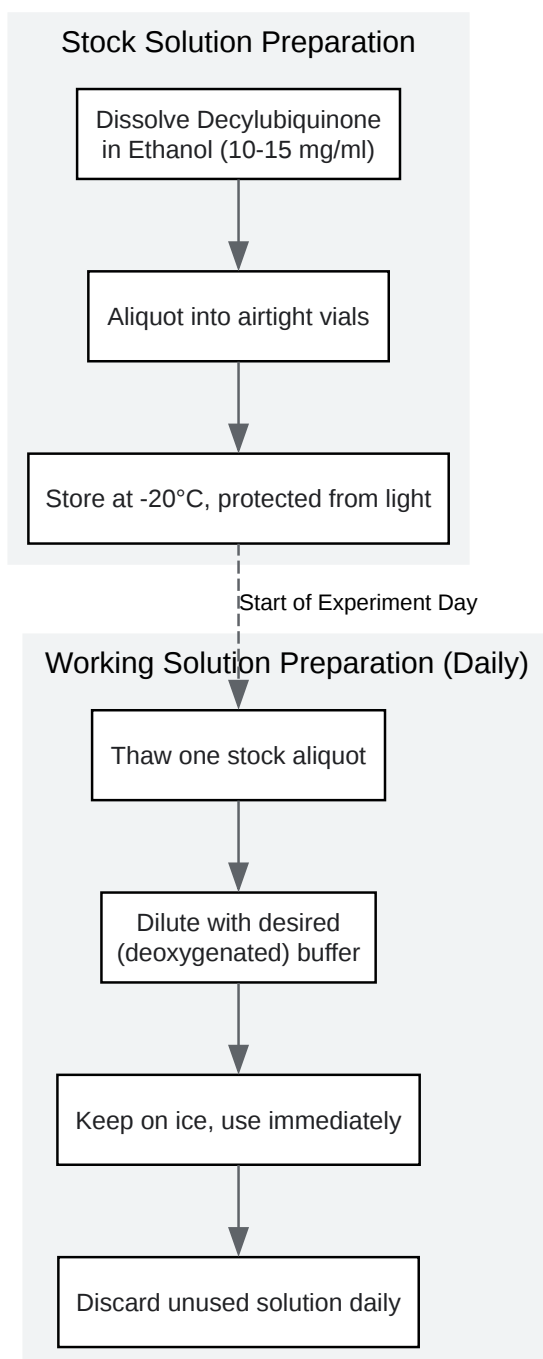 Stock Solution Preparation
Dissolve Decylubiquinone
in Ethanol (10-15 mg/ml)
Aliquot into airtight vials
Store at -20°C, protected from light
Start of Experiment Day
Working Solution Preparation (Daily)
Thaw one stock aliquot
Dilute with desired
(deoxygenated) buffer
Keep on ice, use immediately
Discard unused solution daily